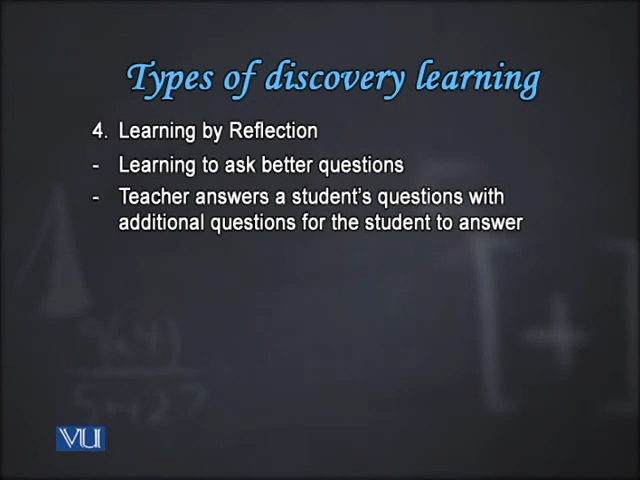 Types of discovery learning
4. Learning by Reflection
- Learning to ask better questions
- Teacher answers a student's questions with
additional questions for the student to answer
VU